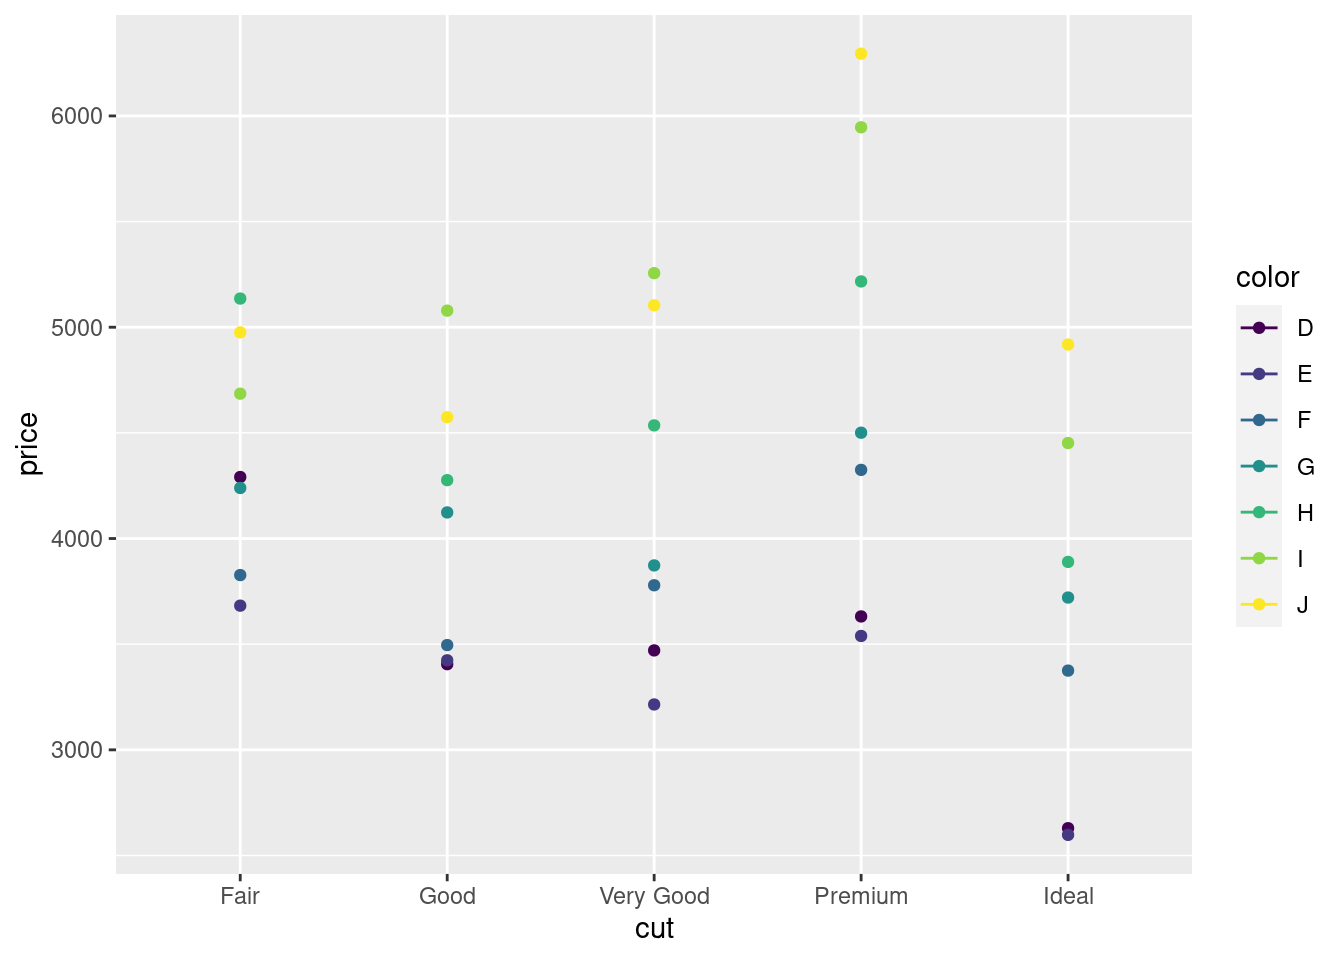 6000
5000
4000
3000
price
Fair
Good
Very Good
Premium
Ideal
cut
color
D
E
F
G
H
I
J